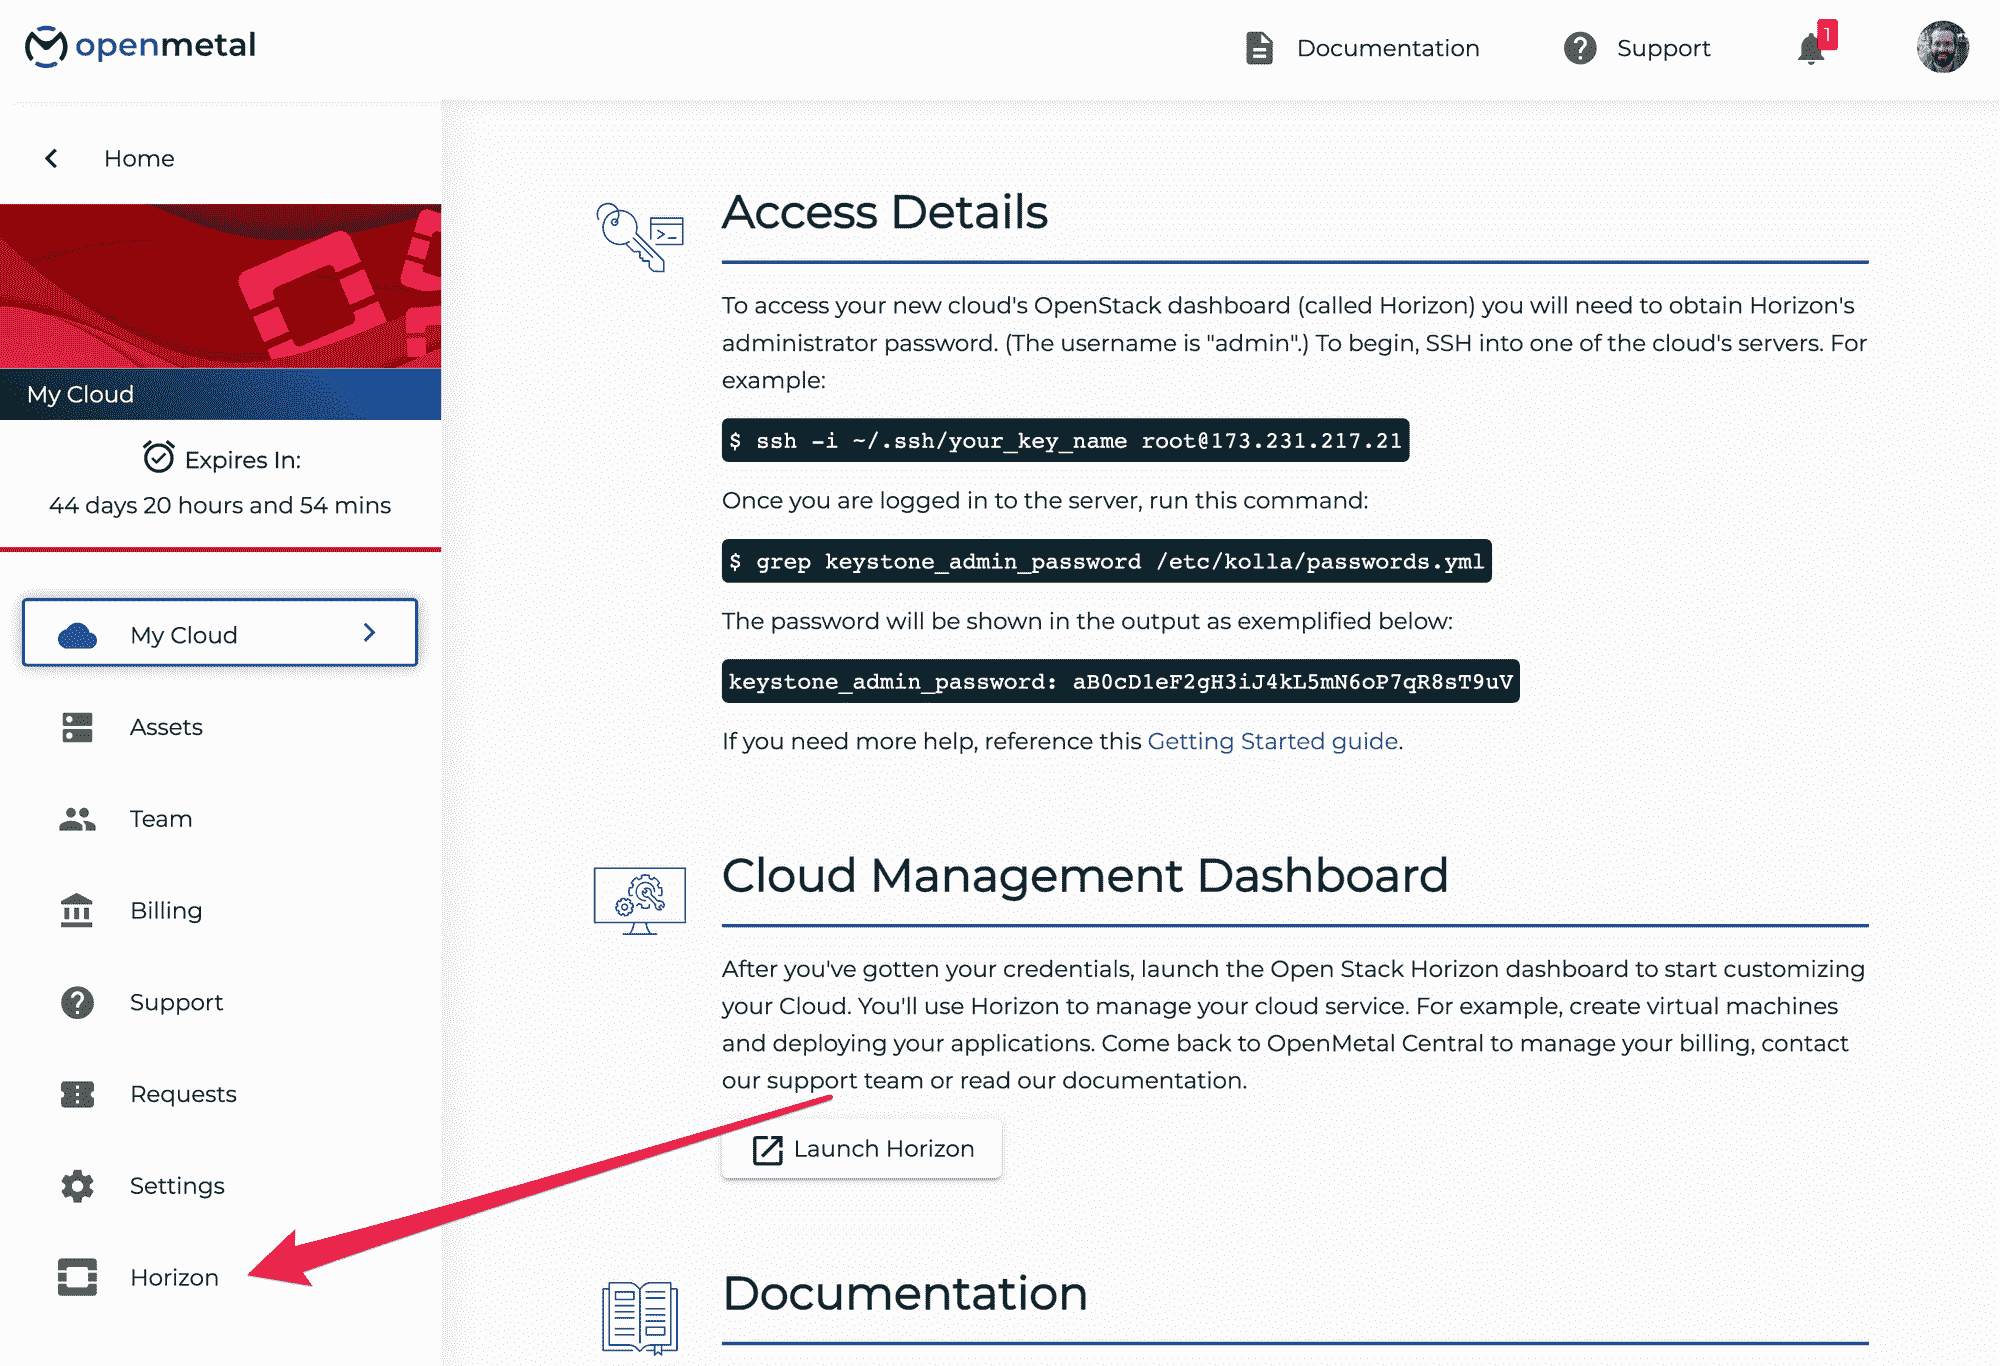 openmetal
Documentation
Support
1
Home
My Cloud
Expires In:
44 days 20 hours and 54 mins
My Cloud
Assets
Team
Billing
Support
Requests
Settings
Horizon
Access Details
To access your new cloud's OpenStack dashboard (called Horizon) you will need to obtain Horizon's
administrator password. (The username is "admin".) To begin, SSH into one of the cloud's servers. For
example:
$ ssh -i ~/.ssh/your_key_name root@173.231.217.21
Once you are logged in to the server, run this command:
$ grep keystone_admin_password /etc/kolla/passwords.yml
The password will be shown in the output as exemplified below:
keystone_admin_password: aB0cD1eF2gH3iJ4kL5mN6oP7qR8sT9uV
If you need more help, reference this Getting Started guide.
Cloud Management Dashboard
After you've gotten your credentials, launch the Open Stack Horizon dashboard to start customizing
your Cloud. You'll use Horizon to manage your cloud service. For example, create virtual machines
and deploying your applications. Come back to OpenMetal Central to manage your billing, contact
our support team or read our documentation.
Launch Horizon
Documentation